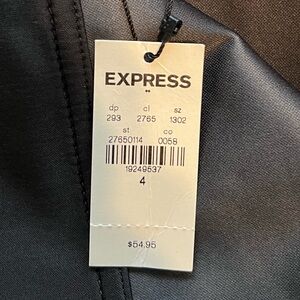 EXPRESS
dp cl sz
293 2765 1302
st co
27650114 0058
19249537
4
$54.95